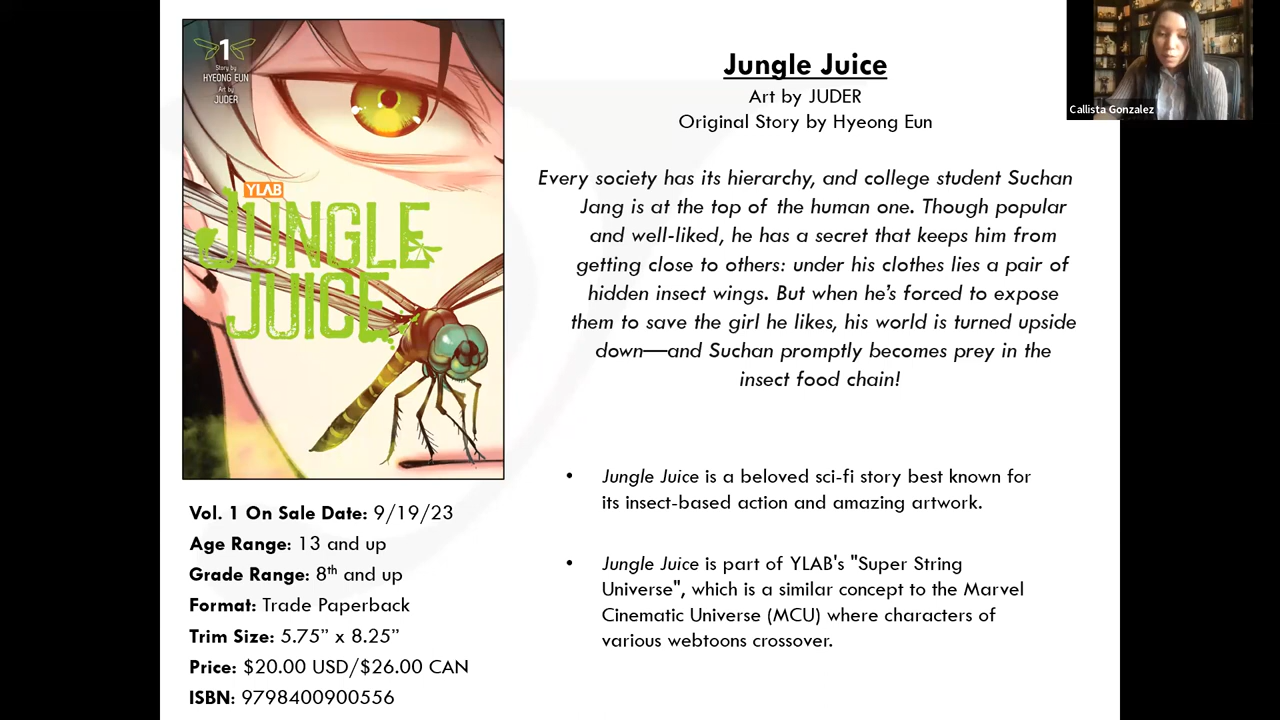 1
Story by
HYEONG EUN
Art by
JUDER
YLAB
JUNGLE
JUICE
Vol. 1 On Sale Date: 9/19/23
Age Range: 13 and up
Grade Range: 8th and up
Format: Trade Paperback
Trim Size: 5.75” x 8.25”
Price: $20.00 USD/$26.00 CAN
ISBN: 9798400900556
Jungle Juice
Art by JUDER
Original Story by Hyeong Eun
Every society has its hierarchy, and college student Suchan
Jang is at the top of the human one. Though popular
and well-liked, he has a secret that keeps him from
getting close to others: under his clothes lies a pair of
hidden insect wings. But when he’s forced to expose
them to save the girl he likes, his world is turned upside
down—and Suchan promptly becomes prey in the
insect food chain!
• Jungle Juice is a beloved sci-fi story best known for
its insect-based action and amazing artwork.
• Jungle Juice is part of YLAB's "Super String
Universe", which is a similar concept to the Marvel
Cinematic Universe (MCU) where characters of
various webtoons crossover.
Callista Gonzalez